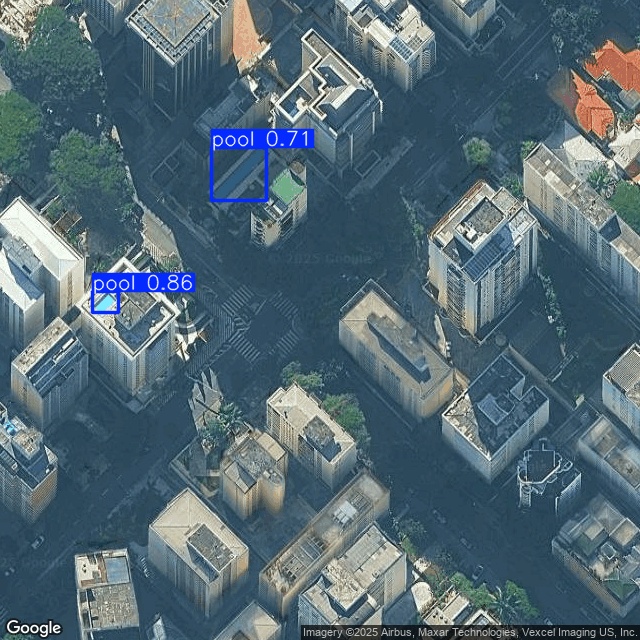 pool 0.71
© 2025 Google
pool 0.86
Google
Imagery ©2025 Airbus, Maxar Technologies, Vexcel Imaging US, Inc